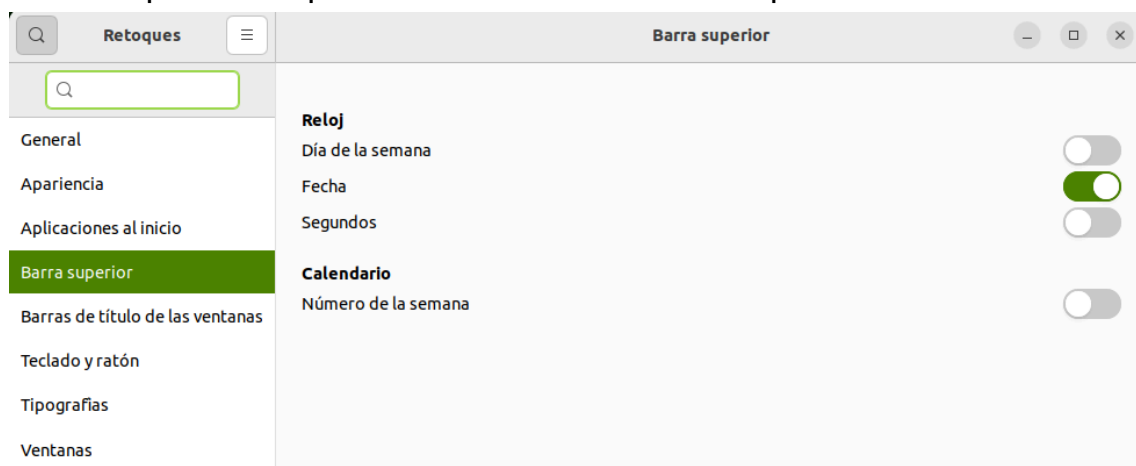 Retoques
Barra superior
General
Apariencia
Aplicaciones al inicio
Barra superior
Barras de título de las ventanas
Teclado y ratón
Tipografías
Ventanas
Reloj
Día de la semana
Fecha
Segundos
Calendario
Número de la semana